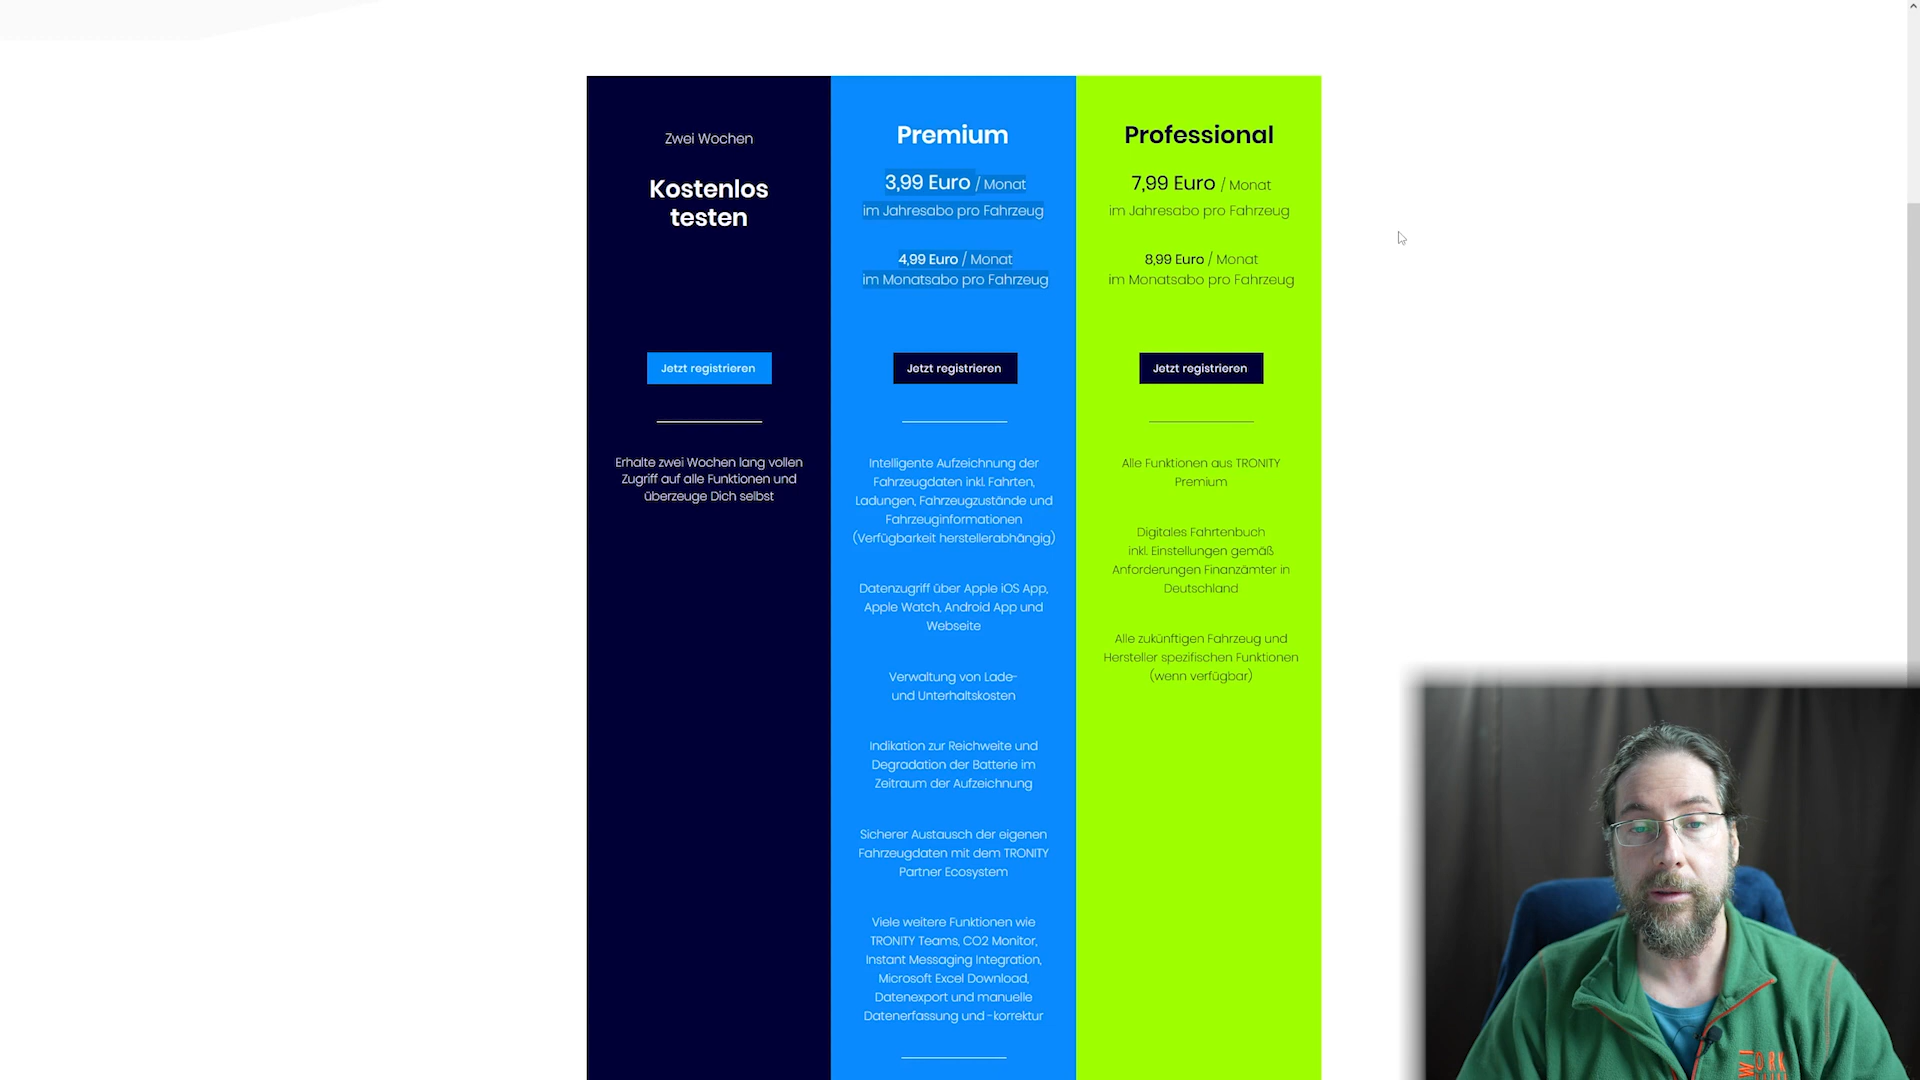 Zwei Wochen
Kostenlos
testen
Jetzt registrieren
Erhalte zwei Wochen lang vollen
Zugriff auf alle Funktionen und
überzeuge Dich selbst
Premium
3,99 Euro / Monat
im Jahresabo pro Fahrzeug
4,99 Euro / Monat
im Monatsabo pro Fahrzeug
Jetzt registrieren
Intelligente Aufzeichnung der
Fahrzeugdaten inkl. Fahrten,
Ladungen, Fahrzeugzustände und
Fahrzeuginformationen
(Verfügbarkeit herstellerabhängig)
Datenzugriff über Apple iOS App,
Apple Watch, Android App und
Webseite
Verwaltung von Lade-
und Unterhaltskosten
Indikation zur Reichweite und
Degradation der Batterie im
Zeitraum der Aufzeichnung
Sicherer Austausch der eigenen
Fahrzeugdaten mit dem TRONITY
Partner Ecosystem
Viele weitere Funktionen wie
TRONITY Teams, CO2 Monitor,
Instant Messaging Integration,
Microsoft Excel Download,
Datenexport und manuelle
Datenerfassung und -korrektur
Professional
7,99 Euro / Monat
im Jahresabo pro Fahrzeug
8,99 Euro / Monat
im Monatsabo pro Fahrzeug
Jetzt registrieren
Alle Funktionen aus TRONITY
Premium
Digitales Fahrtenbuch
inkl. Einstellungen gemäß
Anforderungen Finanzämter in
Deutschland
Alle zukünftigen Fahrzeug und
Hersteller spezifischen Funktionen
(wenn verfügbar)